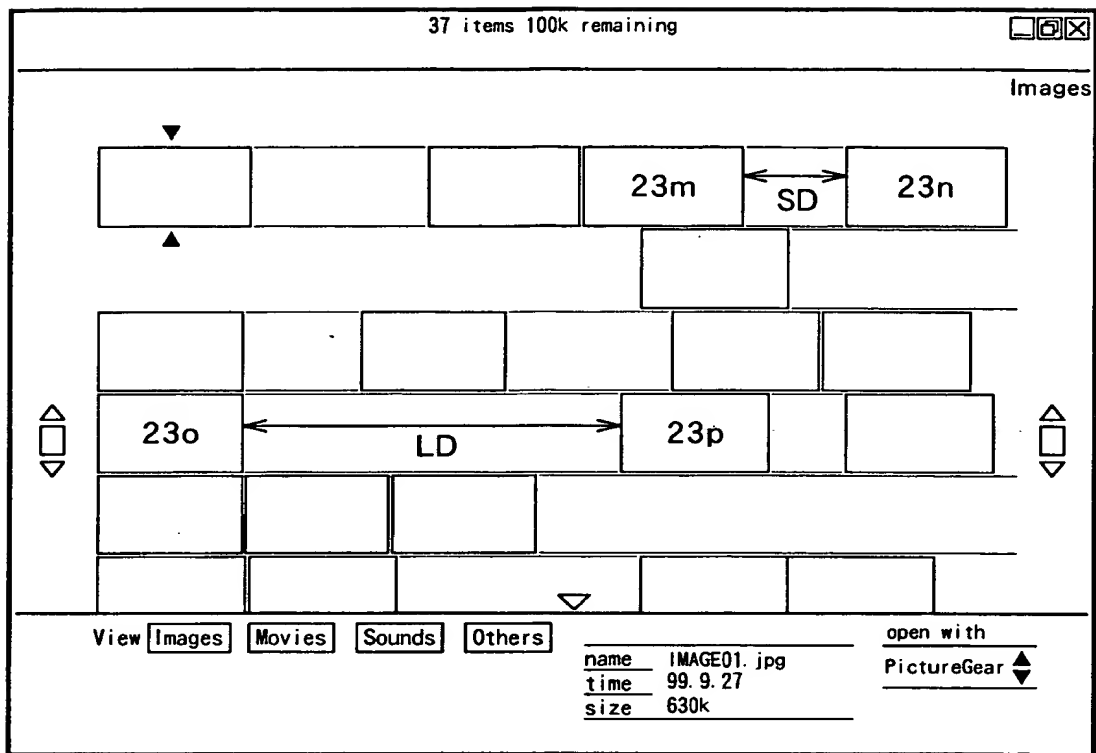 37 items 100k remaining
Images
23m SD 23n
23o LD 23p
View Images Movies Sounds Others
name IMAGE01.jpg
time 99.9.27
size 630k
open with
PictureGear